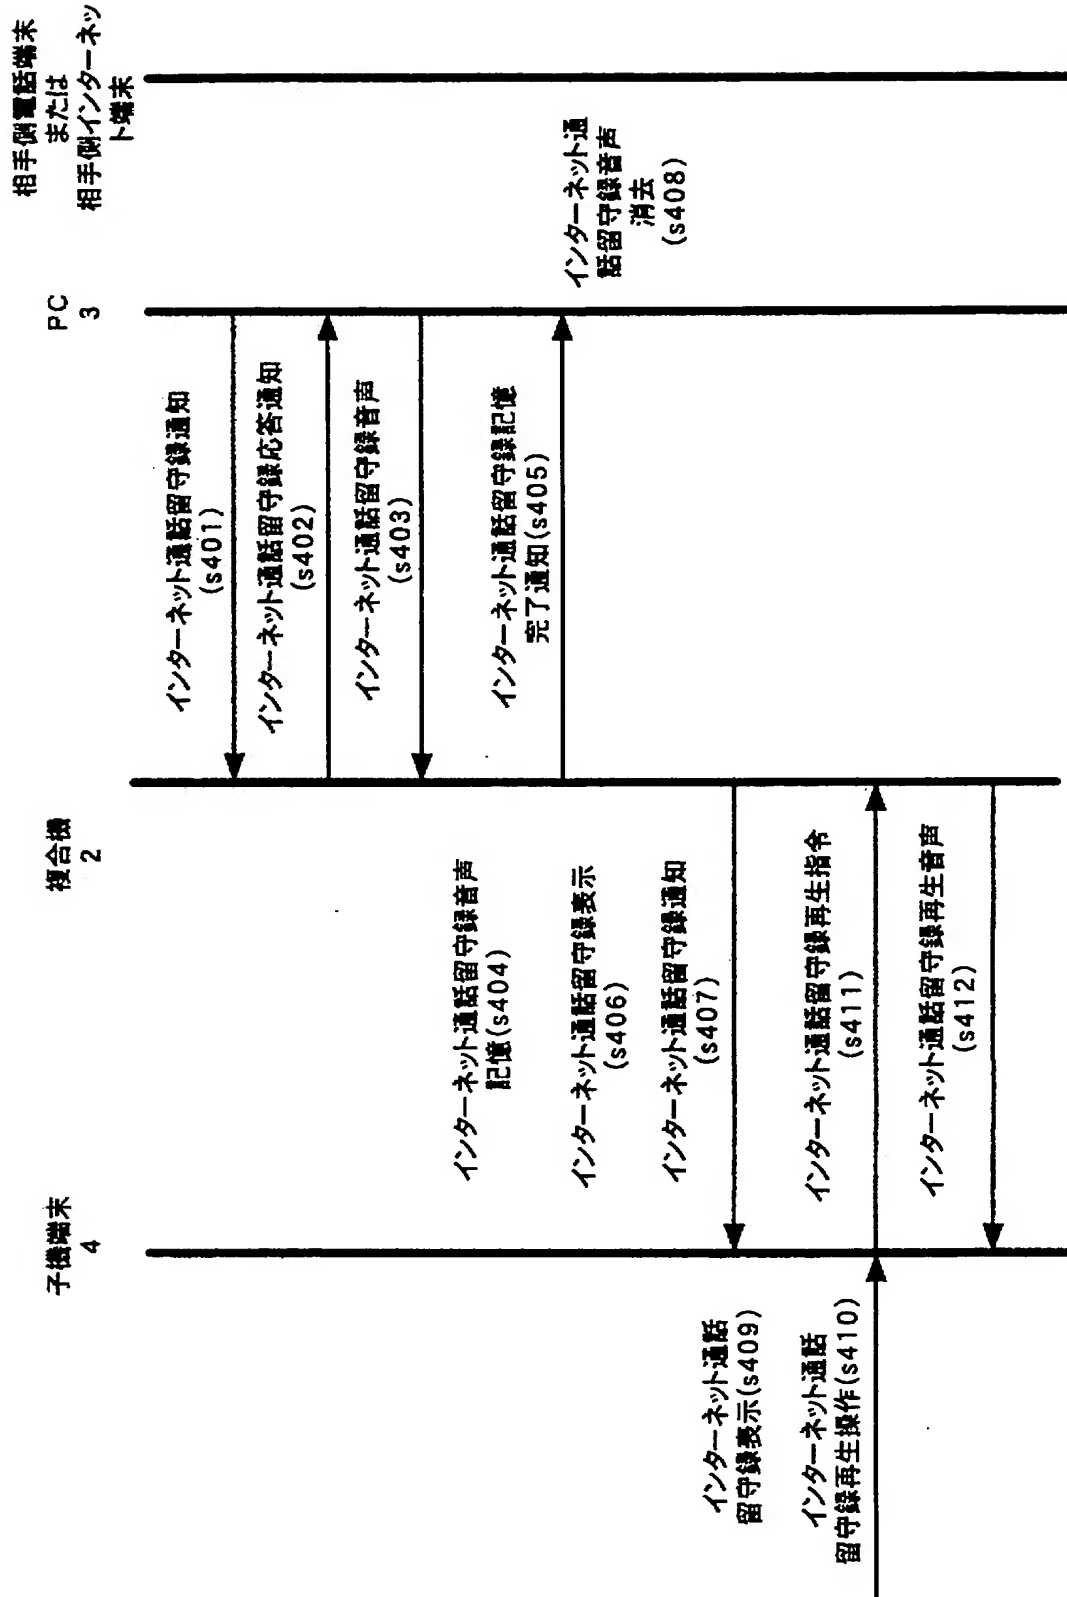 子機端末
4
複合機
2
PC
3
相手側電話端末
または
相手側インターネッ
ト端末
インターネット通話留守録通知
(s401)
インターネット通話留守録応答通知
(s402)
インターネット通話留守録音声
(s403)
インターネット通話留守録音声
記憶(s404)
インターネット通話留守録記憶
完了通知(s405)
インターネット通話留守録表示
(s406)
インターネット通話留守録通知
(s407)
インターネット通
話留守録音声
消去
(s408)
インターネット通話
留守録表示(s409)
インターネット通話
留守録再生操作(s410)
インターネット通話留守録再生指令
(s411)
インターネット通話留守録再生音声
(s412)